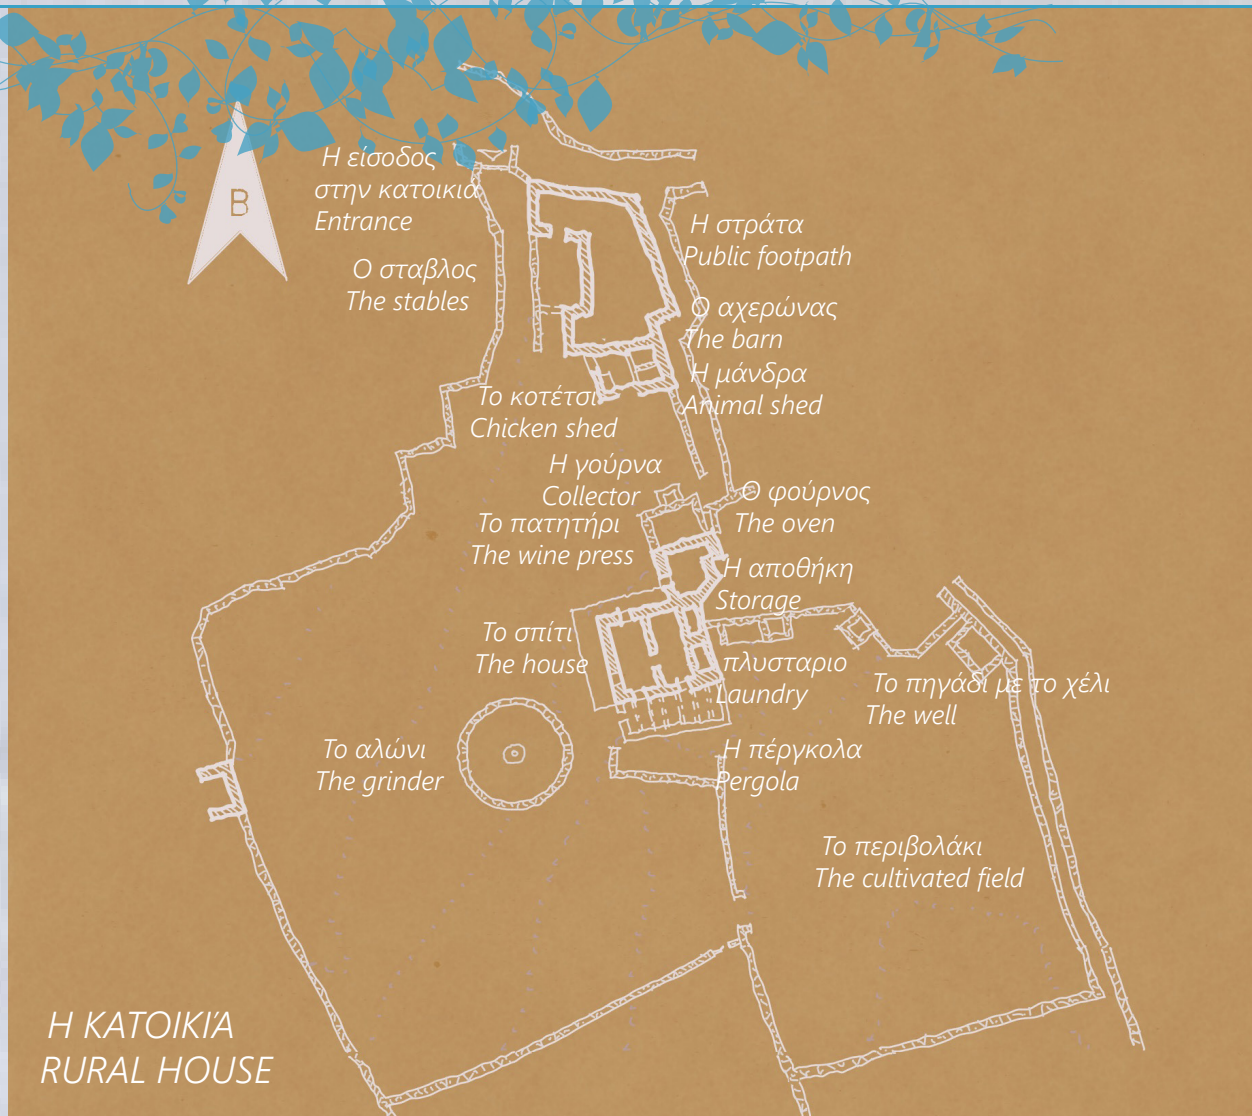 Η είσοδος
στην κατοικιά
Entrance
Β
Η στράτα
Public footpath
Ο σταβλος
The stables
Ο αχερώνας
The barn
Η μάνδρα
Animal shed
Το κοτέτσι
Chicken shed
Η γούρνα
Collector
Ο φούρνος
The oven
Το πατητήρι
The wine press
Η αποθήκη
Storage
Το σπίτι
The house
πλυσταριο
Laundry
Το πηγάδι με το χέλι
The well
Το αλώνι
The grinder
Η πέργκολα
Pergola
Το περιβολάκι
The cultivated field
Η ΚΑΤΟΙΚΙΆ
RURAL HOUSE